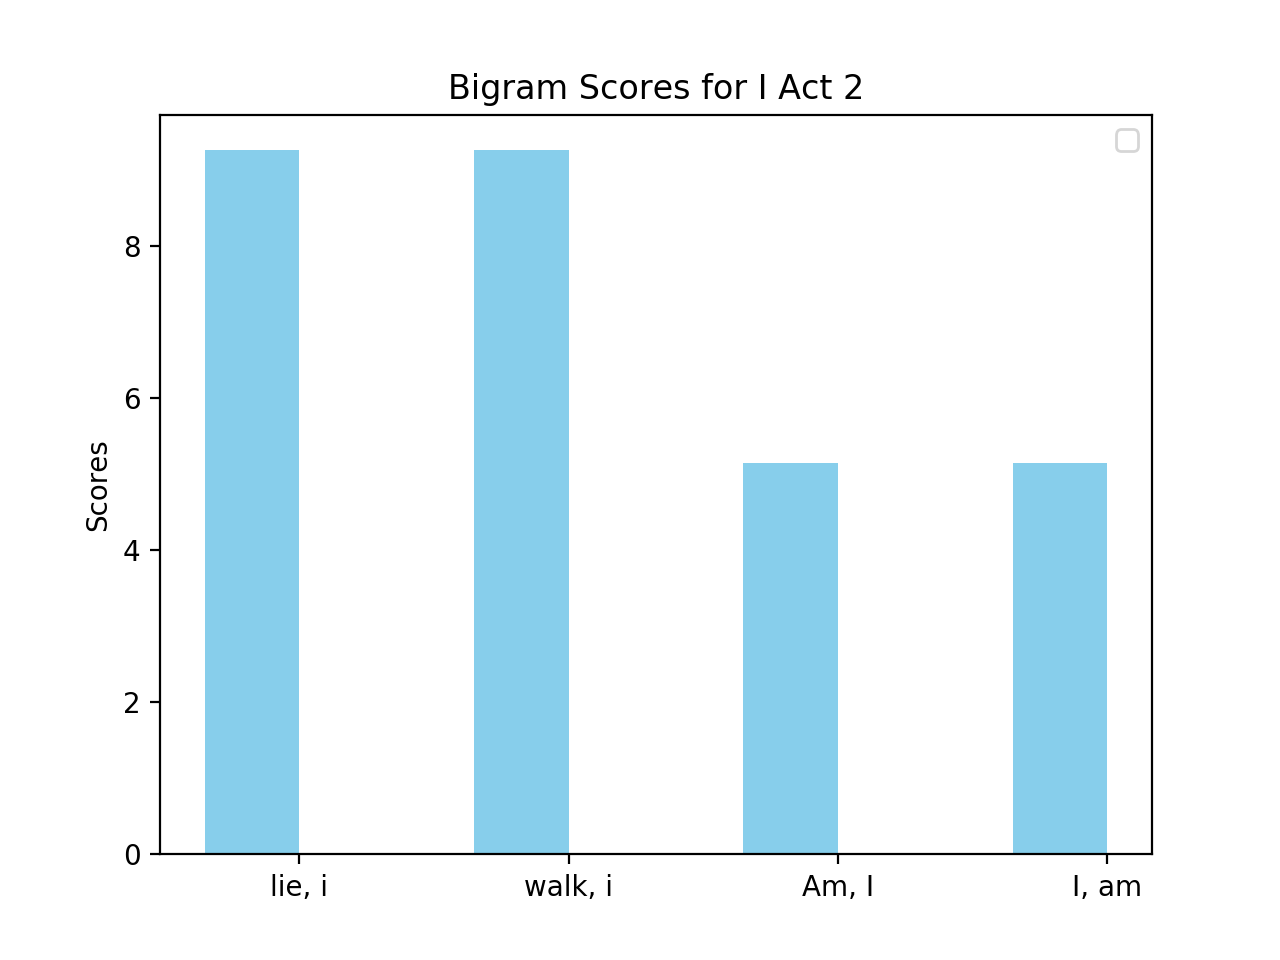 Bigram Scores for I Act 2
8
6
4
2
0
Scores
lie, i
walk, i
Am, I
I, am